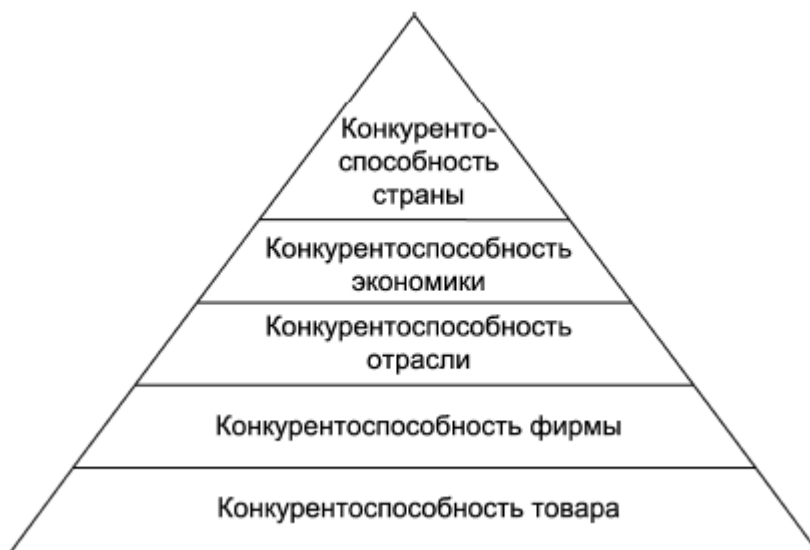 Конкуренто-
способность
страны
Конкурентоспособность
экономики
Конкурентоспособность
отрасли
Конкурентоспособность фирмы
Конкурентоспособность товара